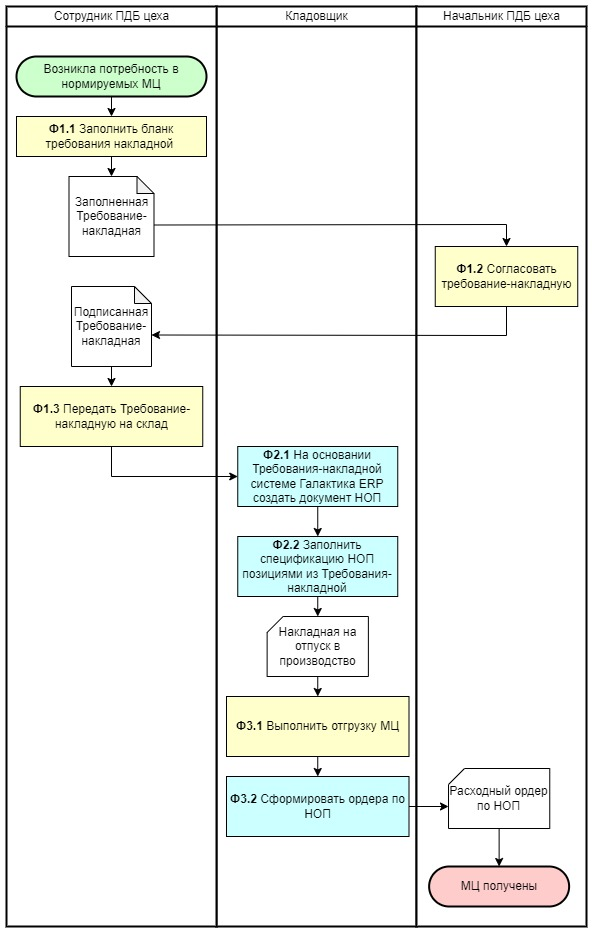 Сотрудник ПДБ цеха
Кладовщик
Начальник ПДБ цеха
Возникла потребность в
нормируемых МЦ
Ф1.1 Заполнить бланк
требования накладной
Заполненная
Требование-
накладная
Ф1.2 Согласовать
требование-накладную
Подписанная
Требование-
накладная
Ф1.3 Передать Требование-
накладную на склад
Ф2.1 На основании
Требования-накладной
системе Галактика ERP
создать документ НОП
Ф2.2 Заполнить
спецификацию НОП
позициями из Требования-
накладной
Накладная на
отпуск в
производство
Ф3.1 Выполнить отгрузку МЦ
Ф3.2 Сформировать ордера по
НОП
Расходный ордер
по НОП
МЦ получены